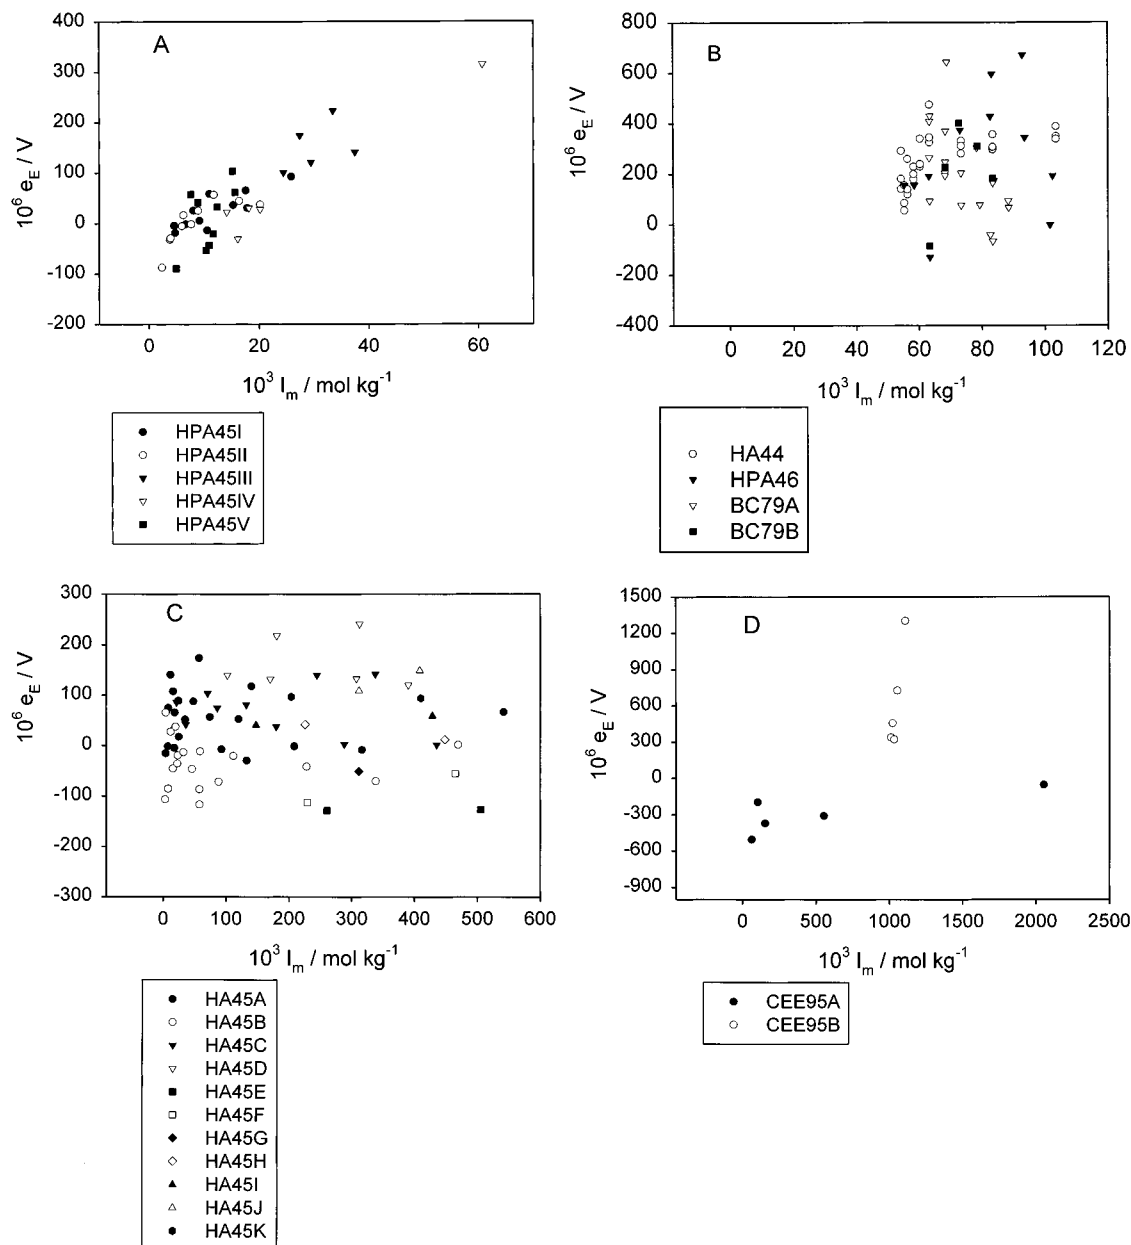 A
400
300
200
100
0
-100
-200
10^6 e_E / V
0 20 40 60
10^3 I_m / mol kg^-1
HPA45I
HPA45II
HPA45III
HPA45IV
HPA45V
B
800
600
400
200
0
-200
-400
10^6 e_E / V
0 20 40 60 80 100 120
10^3 I_m / mol kg^-1
HA44
HPA46
BC79A
BC79B
C
300
200
100
0
-100
-200
-300
10^6 e_E / V
0 100 200 300 400 500 600
10^3 I_m / mol kg^-1
HA45A
HA45B
HA45C
HA45D
HA45E
HA45F
HA45G
HA45H
HA45I
HA45J
HA45K
D
1500
1200
900
600
300
0
-300
-600
-900
10^6 e_E / V
0 500 1000 1500 2000 2500
10^3 I_m / mol kg^-1
CEE95A
CEE95B